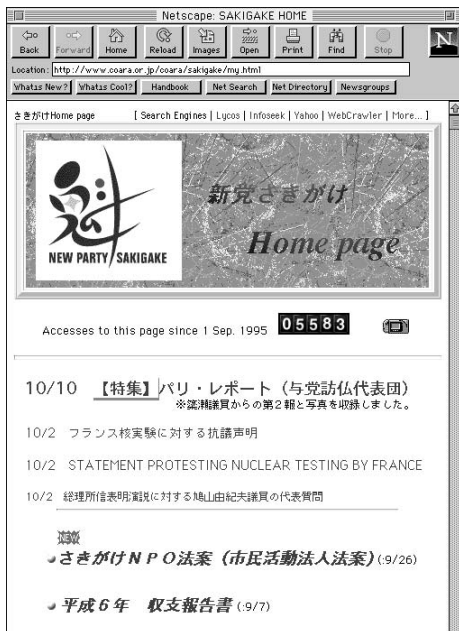 Netscape: SAKIGAKE HOME
Back Forward Home Reload Images Open Print Find Stop
N
Location: http://www.coara.or.jp/coara/sakigake/my.html
What's New? What's Cool? Handbook Net Search Net Directory Newsgroups
さきがけHome page [ Search Engines | Lycos | Infoseek | Yahoo | WebCrawler | More... ]
新党さきがけ
Home page
NEW PARTY SAKIGAKE
Accesses to this page since 1 Sep. 1995 05583
10/10 【特集】パリ・レポート（与党訪仏代表団）
※簗瀬議員からの第2報と写真を収録しました。
10/2 フランス核実験に対する抗議声明
10/2 STATEMENT PROTESTING NUCLEAR TESTING BY FRANCE
10/2 総理所信表明演説に対する鳩山由紀夫議員の代表質問
さきがけＮＰＯ法案（市民活動法人法案）(:9/26)
平成６年 収支報告書 (:9/7)